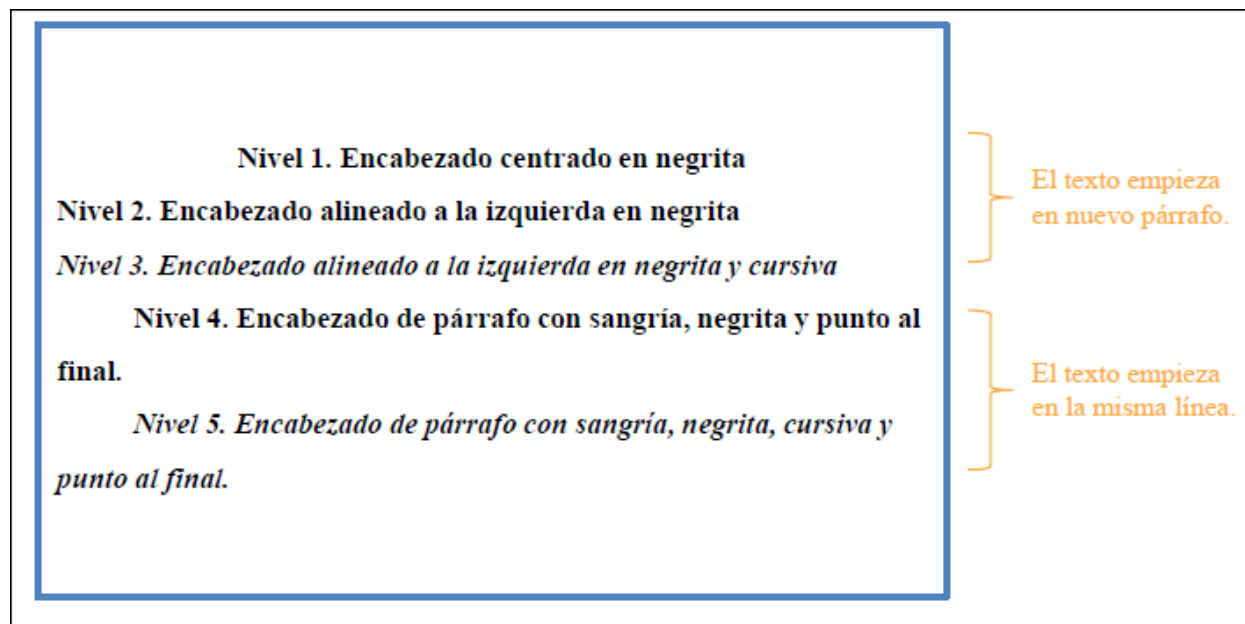 Nivel 1. Encabezado centrado en negrita
Nivel 2. Encabezado alineado a la izquierda en negrita
Nivel 3. Encabezado alineado a la izquierda en negrita y cursiva
El texto empieza
en nuevo párrafo.
Nivel 4. Encabezado de párrafo con sangría, negrita y punto al
final.
Nivel 5. Encabezado de párrafo con sangría, negrita, cursiva y
punto al final.
El texto empieza
en la misma línea.